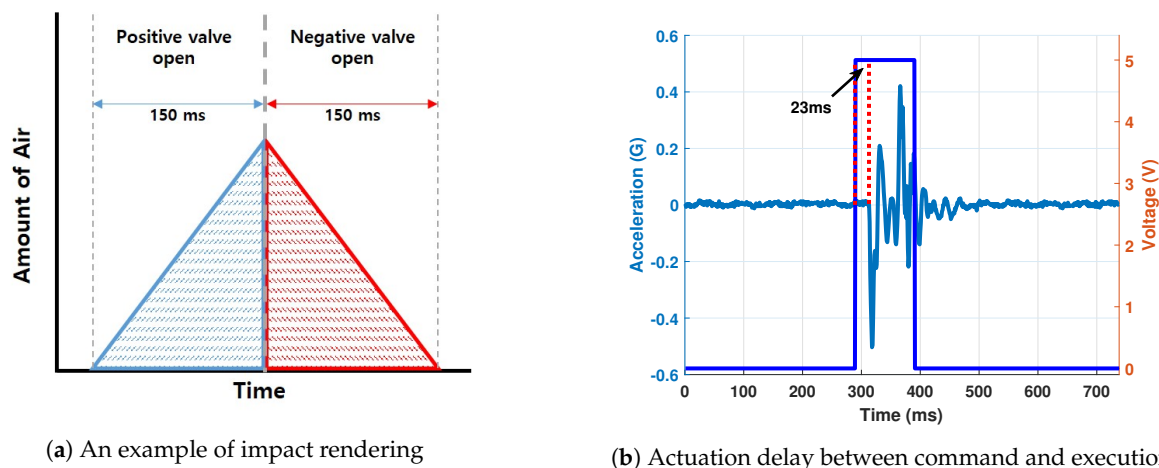 Positive valve
open
Negative valve
open
150 ms
150 ms
Amount of Air
Time
(a) An example of impact rendering
0.6
0.4
0.2
0
-0.2
-0.4
-0.6
Acceleration (G)
23ms
5
4
3
2
1
0
Voltage (V)
0 100 200 300 400 500 600 700
Time (ms)
(b) Actuation delay between command and executio